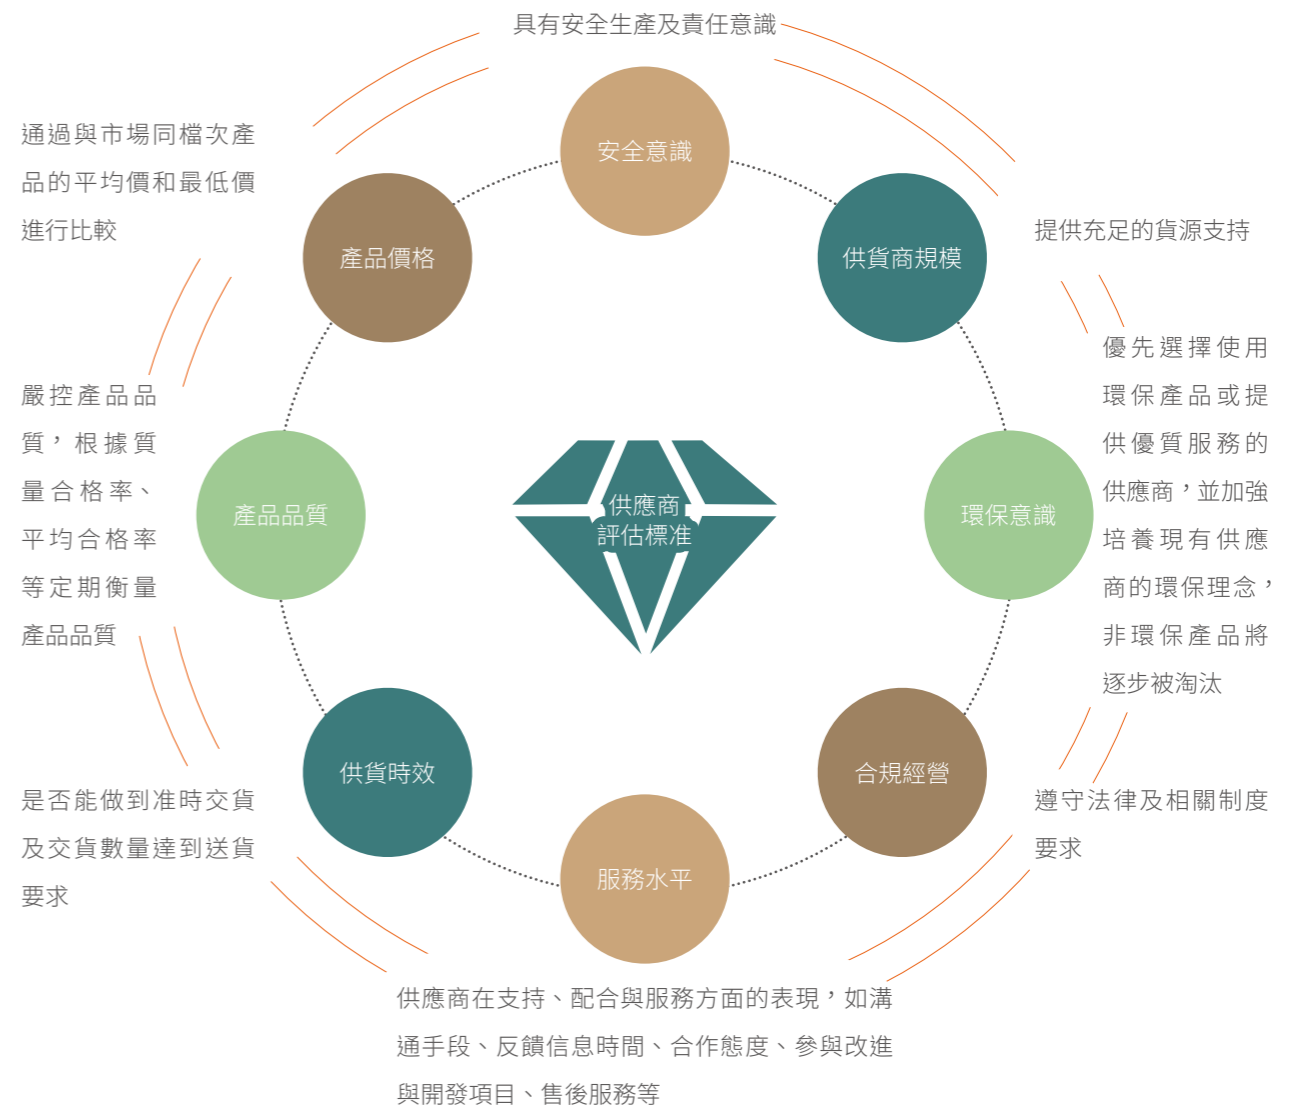 具有安全生產及責任意識
安全意識
通過與市場同檔次產
品的平均價和最低價
進行比較
產品價格
供貨商規模
提供充足的貨源支持
嚴控產品品
質，根據質
量合格率、
平均合格率
等定期衡量
產品品質
產品品質
供應商
評估標准
環保意識
優先選擇使用
環保產品或提
供優質服務的
供應商，並加強
培養現有供應
商的環保理念，
非環保產品將
逐步被淘汰
供貨時效
合規經營
是否能做到准時交貨
及交貨數量達到送貨
要求
遵守法律及相關制度
要求
服務水平
供應商在支持、配合與服務方面的表現，如溝
通手段、反饋信息時間、合作態度、參與改進
與開發項目、售後服務等